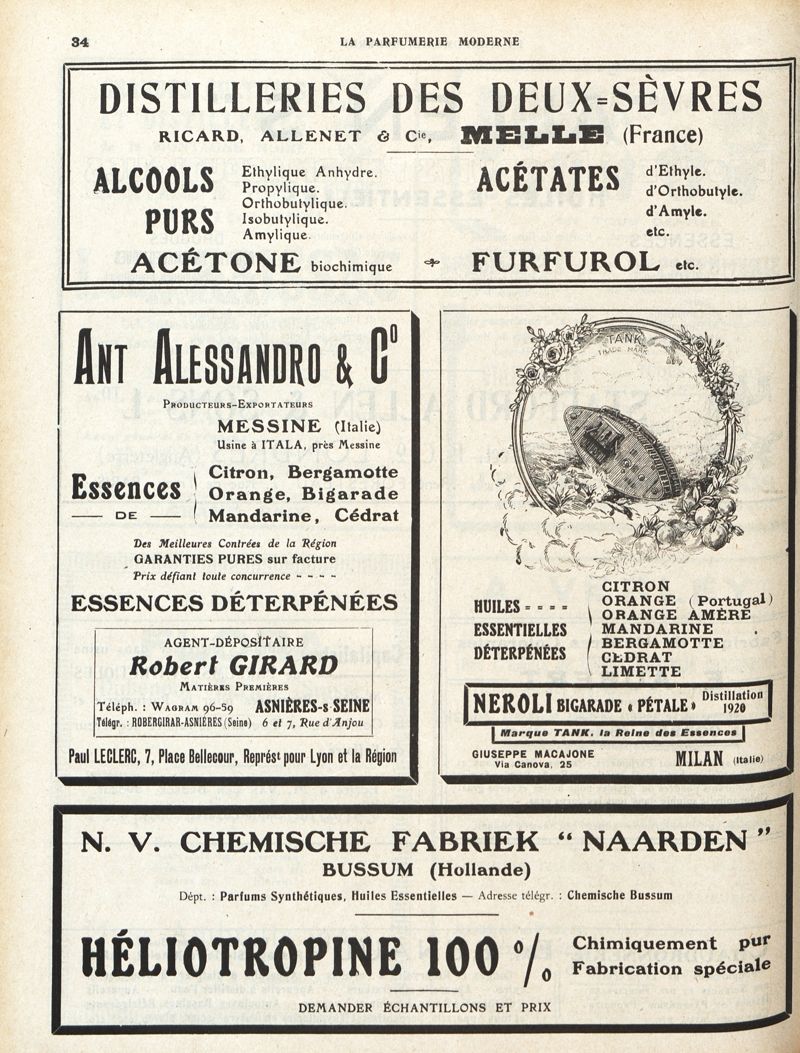 34
LA PARFUMERIE MODERNE
DISTILLERIES DES DEUX=SÈVRES
RICARD, ALLENET & Cie, MELLE (France)
ALCOOLS
PURS
Ethylique Anhydre.
Propylique.
Orthobutylique.
Isobutylique.
Amylique.
ACÉTATES
d'Ethyle.
d'Orthobutyle.
d'Amyle.
etc.
ACÉTONE biochimique
FURFUROL etc.
ANT ALESSANDRO & Co
PRODUCTEURS-EXPORTATEURS
MESSINE (Italie)
Usine à ITALA, près Messine
Essences
— DE —
Citron, Bergamotte
Orange, Bigarade
Mandarine, Cédrat
Des Meilleures Contrées de la Région
GARANTIES PURES sur facture
Prix défiant toute concurrence - - - -
ESSENCES DÉTERPÉNÉES
AGENT-DÉPOSITAIRE
Robert GIRARD
MATIÈRES PREMIÈRES
Téléph. : WAGRAM 96-59 ASNIÈRES-s SEINE
Télégr. : ROBERGIRAR-ASNIÈRES (Seine) 6 et 7, Rue d'Anjou
Paul LECLERC, 7, Place Bellecour, Représt pour Lyon et la Région
TANK
TRADE MARK
HUILES = = = =
ESSENTIELLES
DÉTERPÉNÉES
CITRON
ORANGE (Portugal)
ORANGE AMÈRE
MANDARINE
BERGAMOTTE
CÉDRAT
LIMETTE
NEROLI BIGARADE « PÉTALE » Distillation 1920
Marque TANK, la Reine des Essences
GIUSEPPE MACAJONE
Via Canova, 25
MILAN (Italie)
N. V. CHEMISCHE FABRIEK “ NAARDEN ”
BUSSUM (Hollande)
Dépt. : Parfums Synthétiques, Huiles Essentielles — Adresse télégr. : Chemische Bussum
HÉLIOTROPINE 100 %
Chimiquement pur
Fabrication spéciale
DEMANDER ÉCHANTILLONS ET PRIX